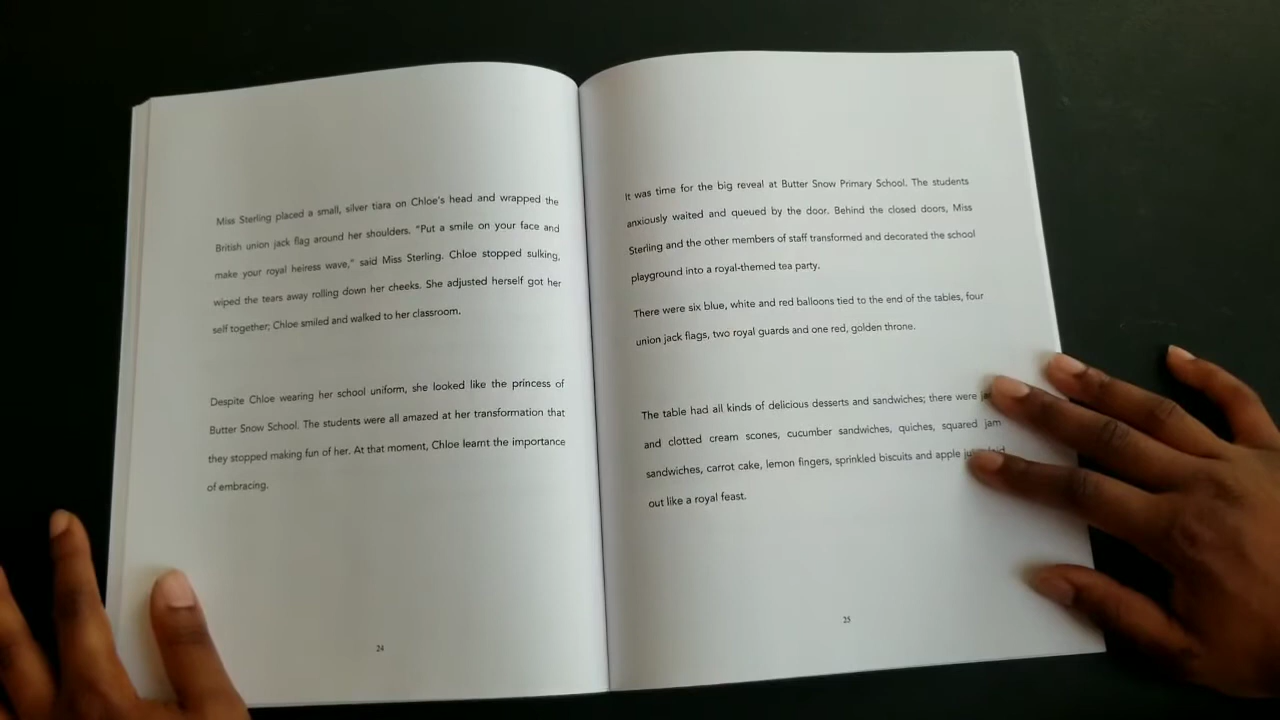 Miss Sterling placed a small, silver tiara on Chloe's head and wrapped the
British union jack flag around her shoulders. "Put a smile on your face and
make your royal heiress wave," said Miss Sterling. Chloe stopped sulking,
wiped the tears away rolling down her cheeks. She adjusted herself got her
self together; Chloe smiled and walked to her classroom.
Despite Chloe wearing her school uniform, she looked like the princess of
Butter Snow School. The students were all amazed at her transformation that
they stopped making fun of her. At that moment, Chloe learnt the importance
of embracing.
24
It was time for the big reveal at Butter Snow Primary School. The students
anxiously waited and queued by the door. Behind the closed doors, Miss
Sterling and the other members of staff transformed and decorated the school
playground into a royal-themed tea party.
There were six blue, white and red balloons tied to the end of the tables, four
union jack flags, two royal guards and one red, golden throne.
The table had all kinds of delicious desserts and sandwiches; there were
and clotted cream scones, cucumber sandwiches, quiches, squared jam
sandwiches, carrot cake, lemon fingers, sprinkled biscuits and apple
out like a royal feast.
25